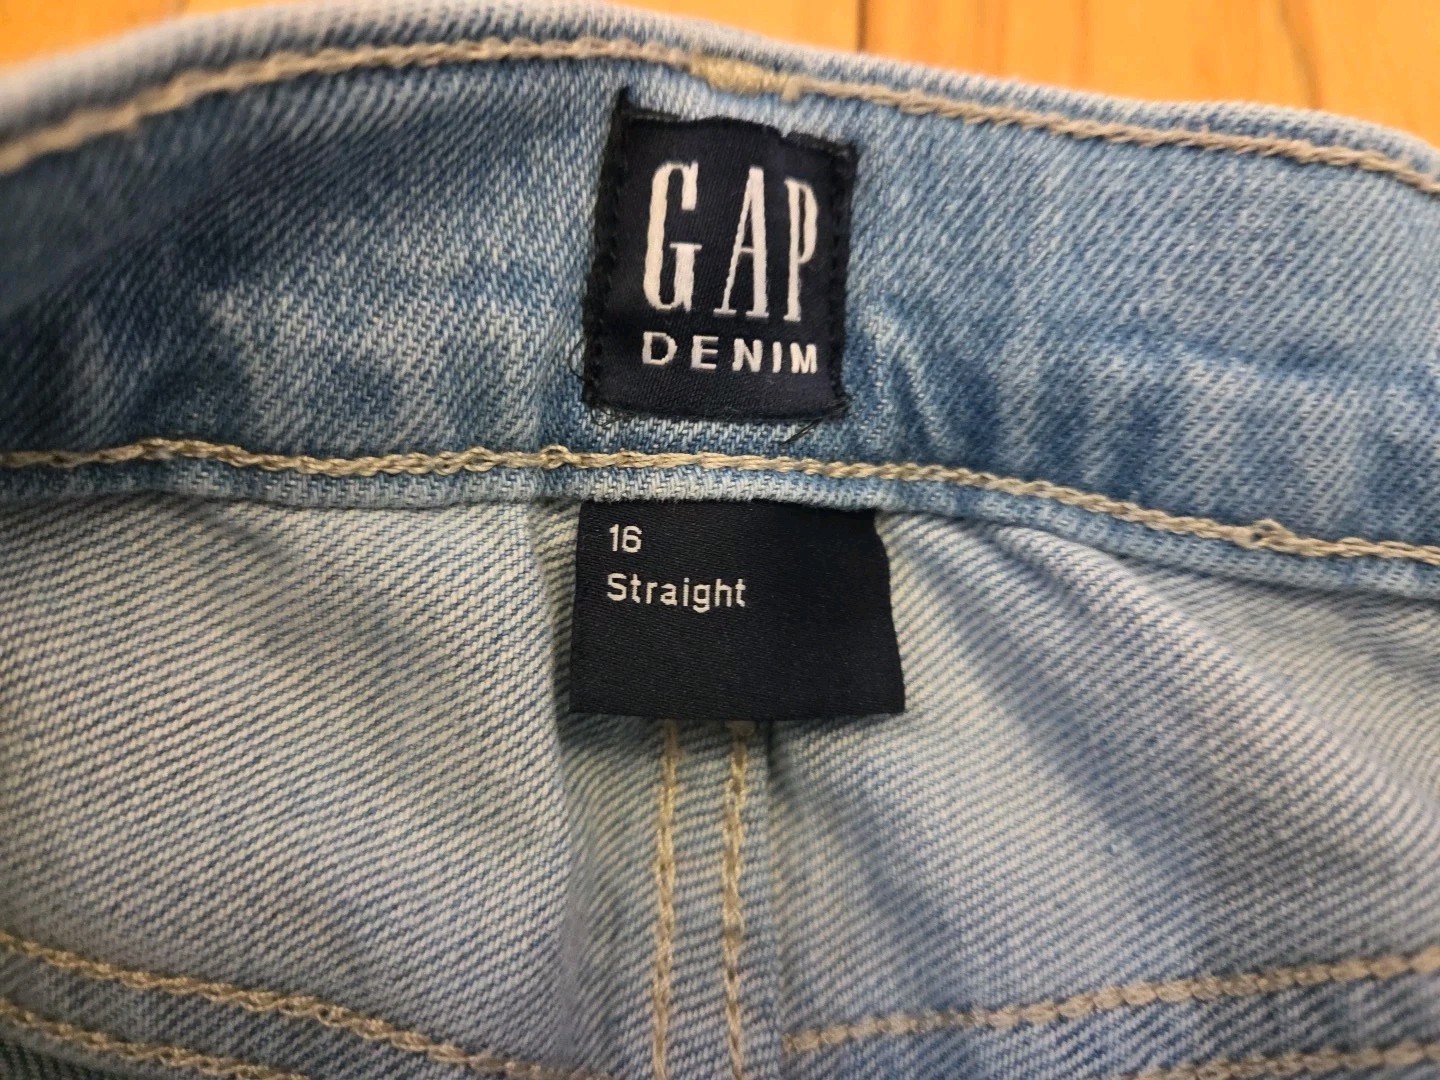 GAP
DENIM
16
Straight